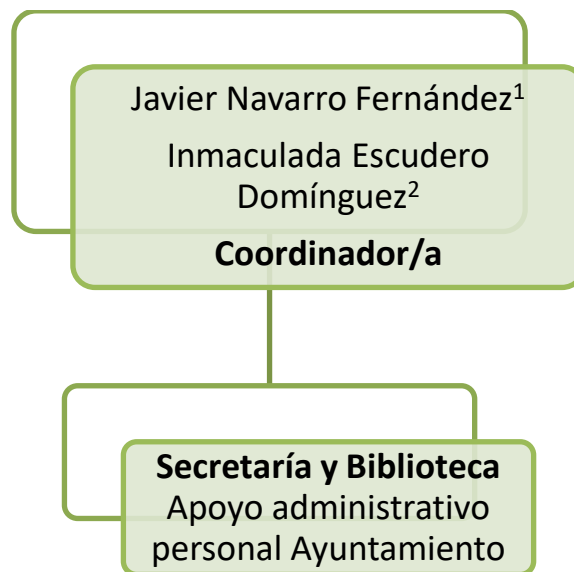 Javier Navarro Fernández¹
Inmaculada Escudero
Domínguez²
Coordinador/a
Secretaría y Biblioteca
Apoyo administrativo
personal Ayuntamiento